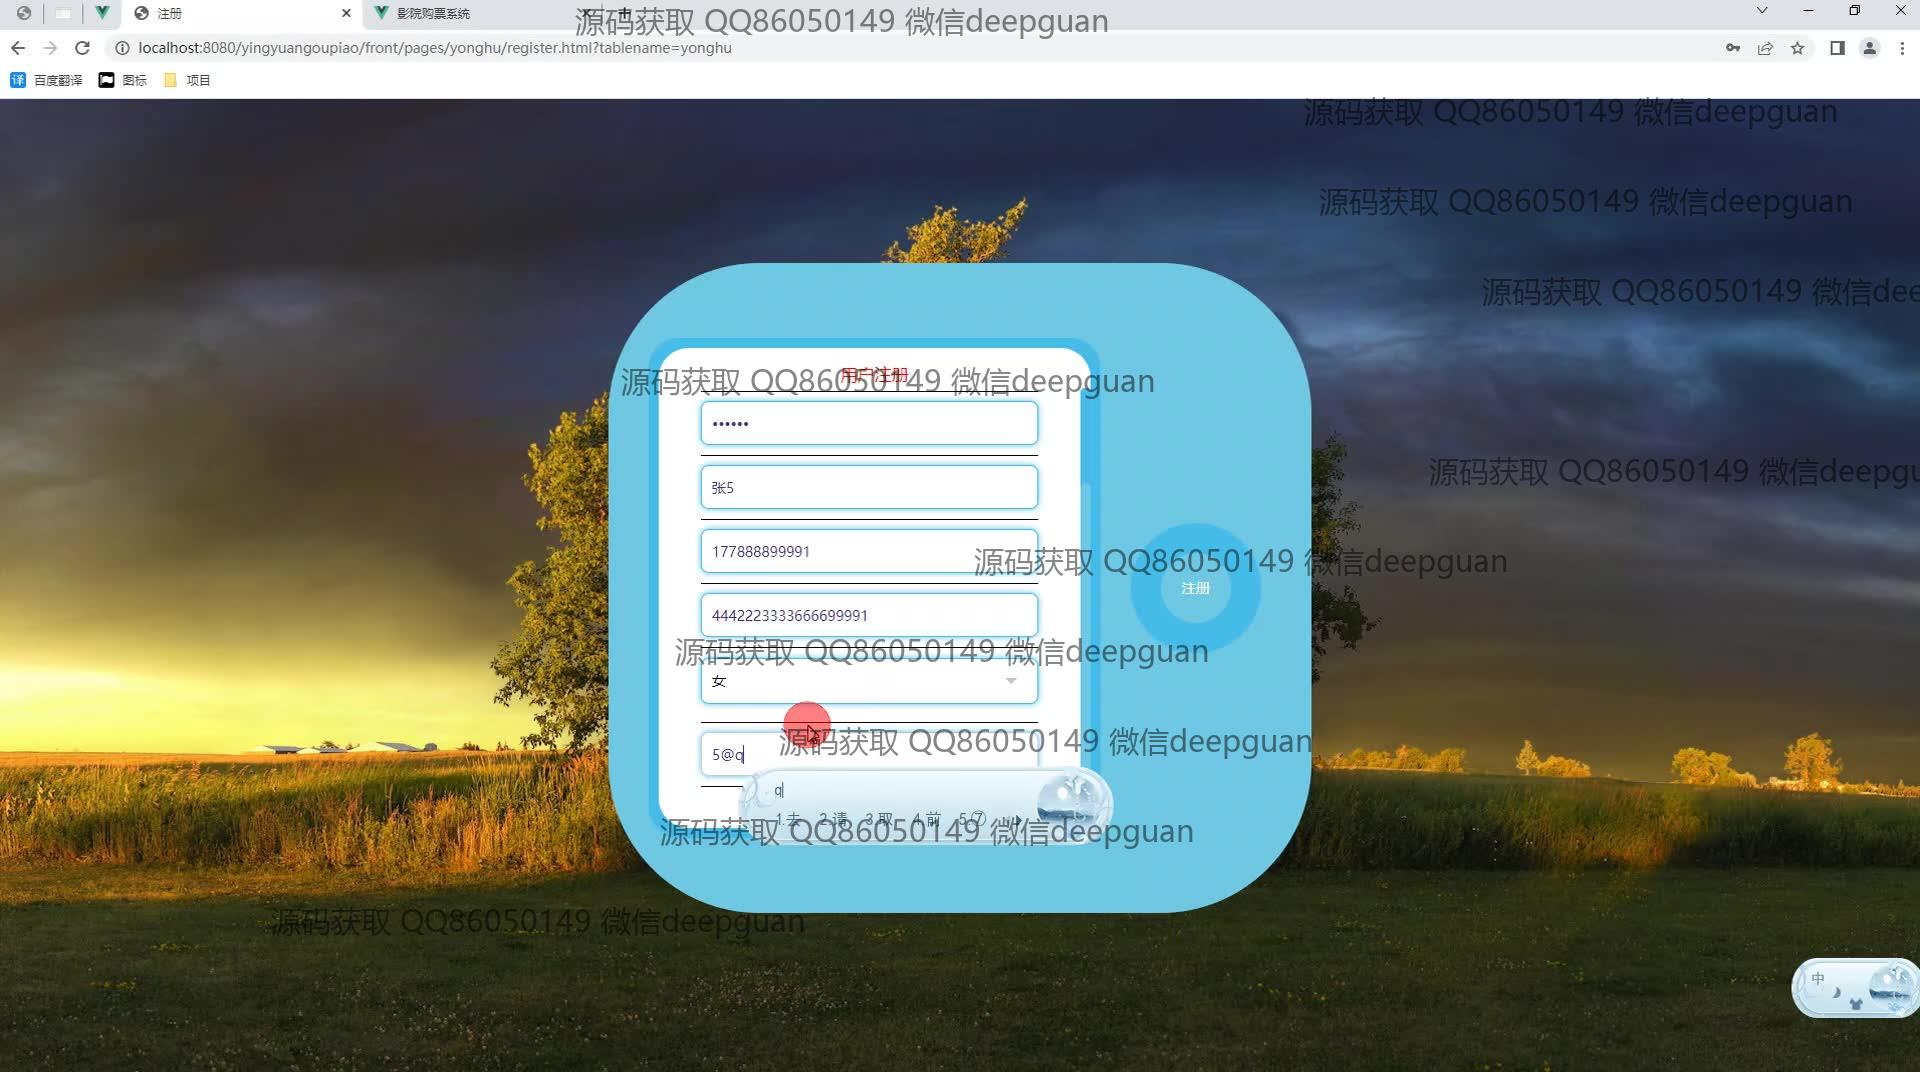 注册
影院购票系统
源码获取 QQ86050149 微信deepguan
localhost:8080/yingyuangoupiao/front/pages/yonghu/register.html?tablename=yonghu
译 百度翻译
图标
项目
源码获取 QQ86050149 微信deepguan
源码获取 QQ86050149 微信deepguan
源码获取 QQ86050149 微信dee
用户注册
源码获取 QQ86050149 微信deepguan
••••••
源码获取 QQ86050149 微信deepgu
张5
177888899991
源码获取 QQ86050149 微信deepguan
注册
4442223333666699991
源码获取 QQ86050149 微信deepguan
女
源码获取 QQ86050149 微信deepguan
5@q
q
1.去 2.请 3.取 4.前 5.⑦
源码获取 QQ86050149 微信deepguan
源码获取 QQ86050149 微信deepguan
中